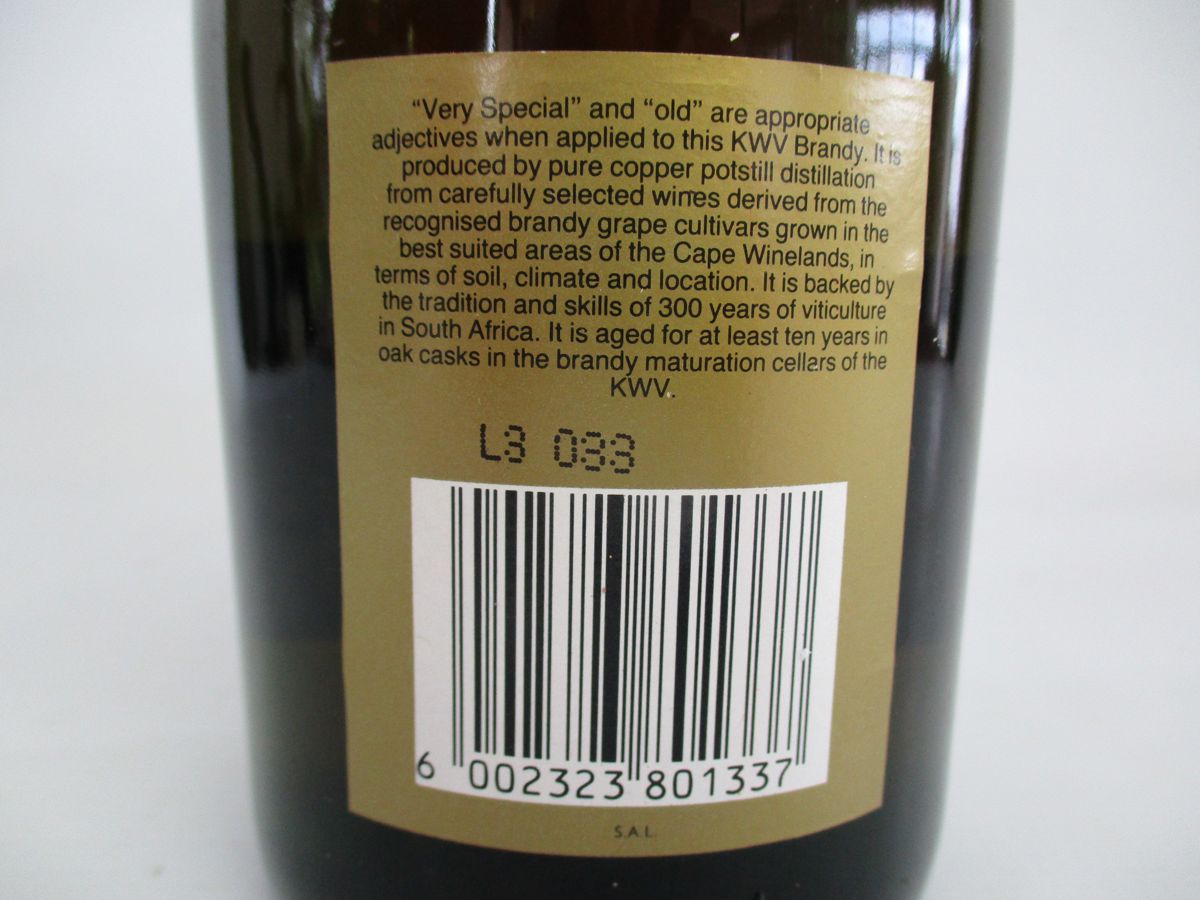 “Very Special” and “old” are appropriate
adjectives when applied to this KWV Brandy. It is
produced by pure copper potstill distillation
from carefully selected wines derived from the
recognised brandy grape cultivars grown in the
best suited areas of the Cape Winelands, in
terms of soil, climate and location. It is backed by
the tradition and skills of 300 years of viticulture
in South Africa. It is aged for at least ten years in
oak casks in the brandy maturation cellars of the
KWV.
L3 033
6 002323 801337
S.A.L.